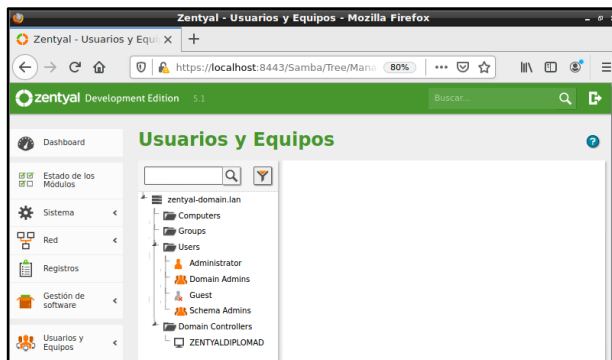 Zentyal - Usuarios y Equipos - Mozilla Firefox
Zentyal - Usuarios y Equi
https://localhost:8443/Samba/Tree/Mana 80%
zentyal Development Edition 5.1 Buscar...
Dashboard
Estado de los
Módulos
Sistema
Red
Registros
Gestión de
software
Usuarios y
Equipos
Usuarios y Equipos
zentyal-domain.lan
Computers
Groups
Users
Administrator
Domain Admins
Guest
Schema Admins
Domain Controllers
ZENTYALDIPLOMAD